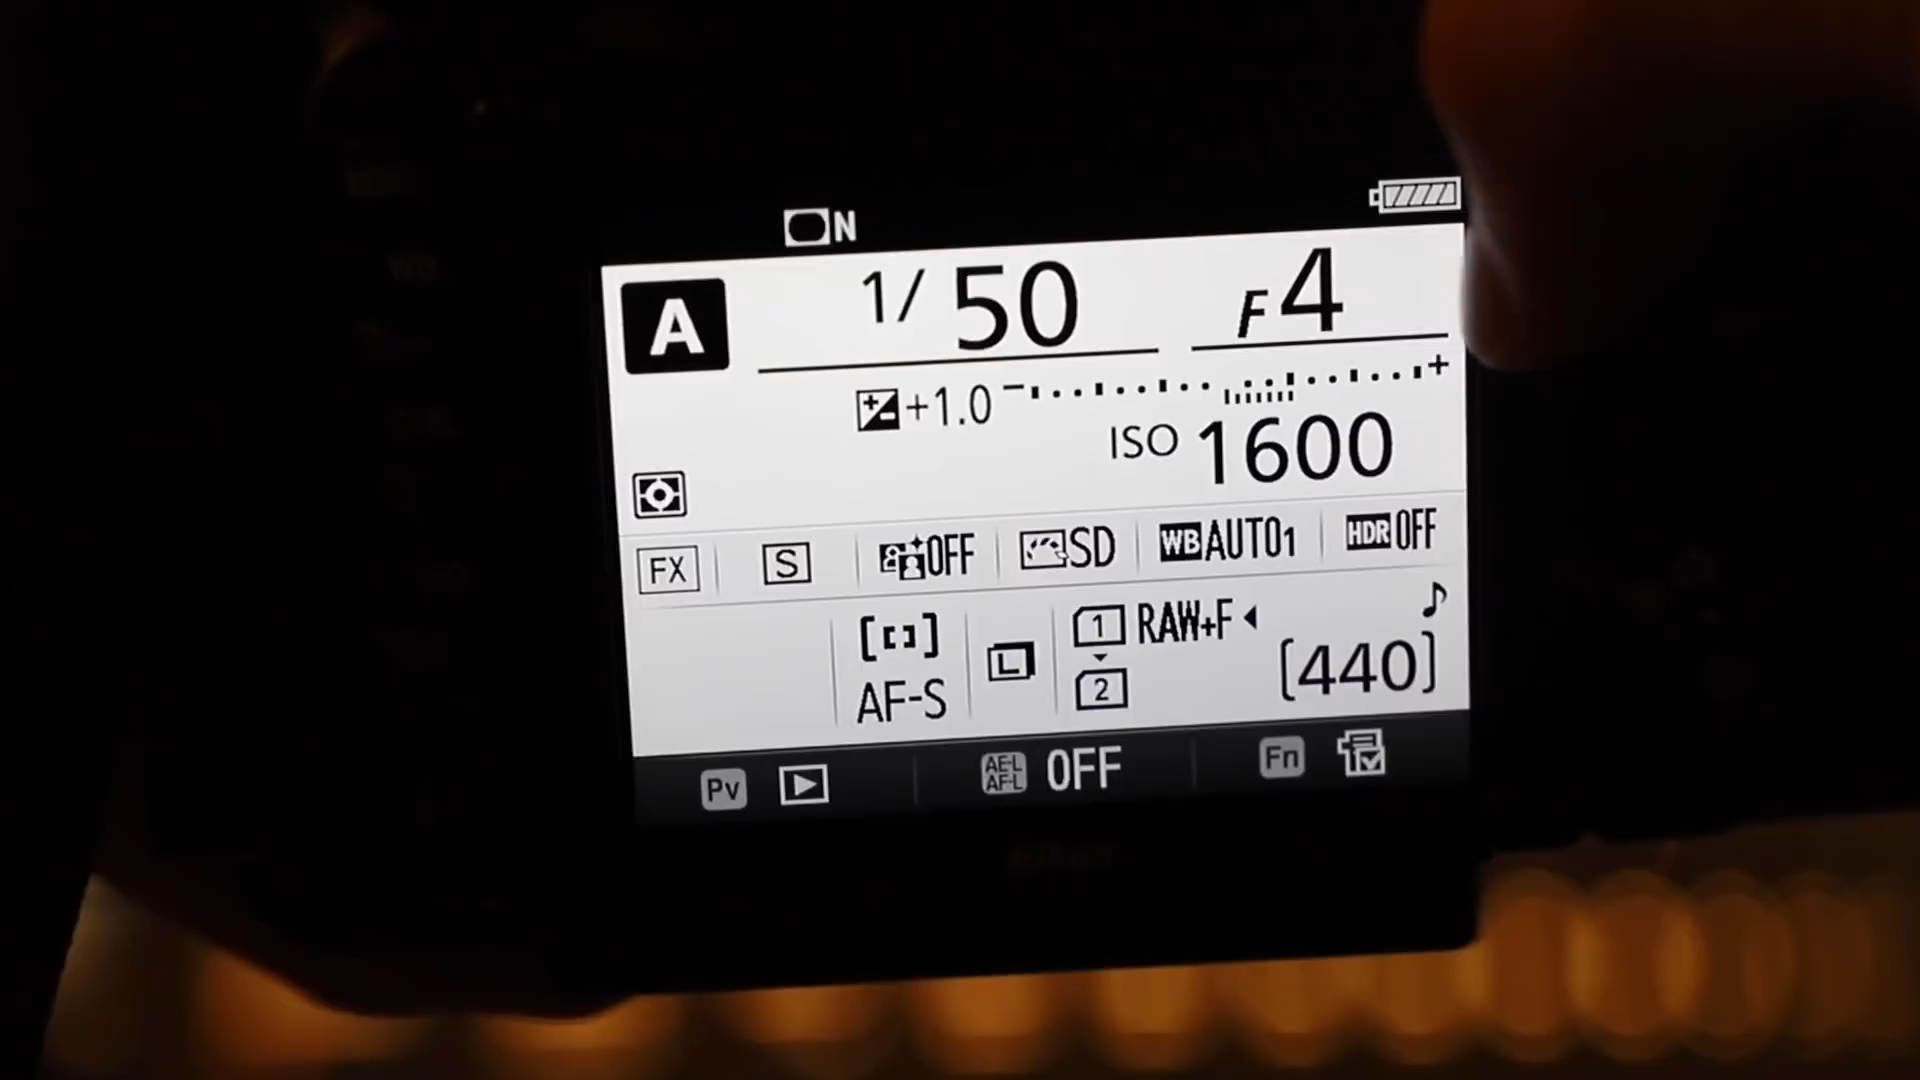 N
A 1/50 F4
+1.0 − +
ISO 1600
FX S OFF SD WB AUTO1 HDR OFF
[ ] L 1 RAW+F
AF-S 2 [440]
Pv AE-L AF-L OFF Fn